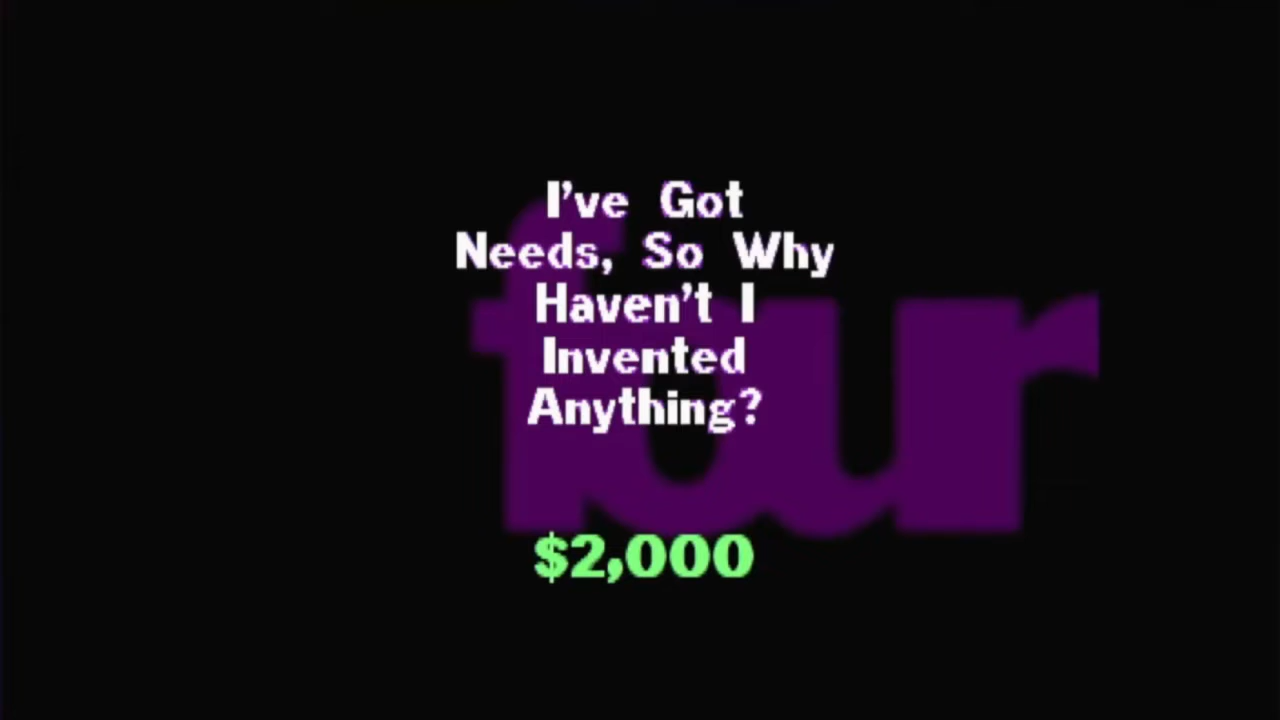 I've Got
Needs, So Why
Haven't I
Invented
Anything?
four
$2,000